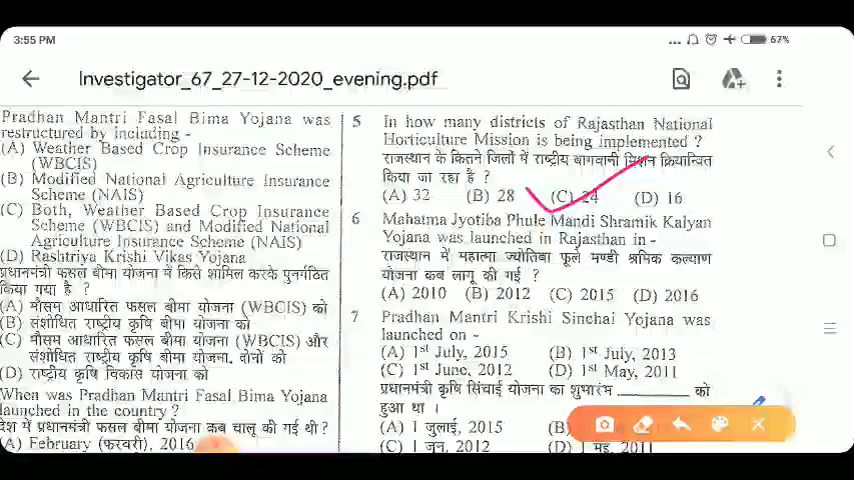 3:55 PM
67%
Investigator_67_27-12-2020_evening.pdf
Pradhan Mantri Fasal Bima Yojana was
restructured by including -
(A) Weather Based Crop Insurance Scheme
(WBCIS)
(B) Modified National Agriculture Insurance
Scheme (NAIS)
(C) Both, Weather Based Crop Insurance
Scheme (WBCIS) and Modified National
Agriculture Insurance Scheme (NAIS)
(D) Rashtriya Krishi Vikas Yojana
प्रधानमंत्री फसल बीमा योजना में किसे शामिल करके पुनर्गठित
किया गया है ?
(A) मौसम आधारित फसल बीमा योजना (WBCIS) को
(B) संशोधित राष्ट्रीय कृषि बीमा योजना को
(C) मौसम आधारित फसल बीमा योजना (WBCIS) और
संशोधित राष्ट्रीय कृषि बीमा योजना, दोनों को
(D) राष्ट्रीय कृषि विकास योजना को
When was Pradhan Mantri Fasal Bima Yojana
launched in the country ?
देश में प्रधानमंत्री फसल बीमा योजना कब चालू की गई थी ?
(A) February (फरवरी), 2016
5 In how many districts of Rajasthan National
Horticulture Mission is being implemented ?
राजस्थान के कितने जिलों में राष्ट्रीय बागवानी मिशन क्रियान्वित
किया जा रहा है ?
(A) 32 (B) 28 (C) 24 (D) 16
6 Mahatma Jyotiba Phule Mandi Shramik Kalyan
Yojana was launched in Rajasthan in -
राजस्थान में महात्मा ज्योतिबा फूले मण्डी श्रमिक कल्याण
योजना कब लागू की गई ?
(A) 2010 (B) 2012 (C) 2015 (D) 2016
7 Pradhan Mantri Krishi Sinchai Yojana was
launched on -
(A) 1st July, 2015 (B) 1st July, 2013
(C) 1st June, 2012 (D) 1st May, 2011
प्रधानमंत्री कृषि सिंचाई योजना का शुभारंभ ________ को
हुआ था ।
(A) 1 जुलाई, 2015 (B)
(C) 1 जून, 2012 (D) 1 मई, 2011